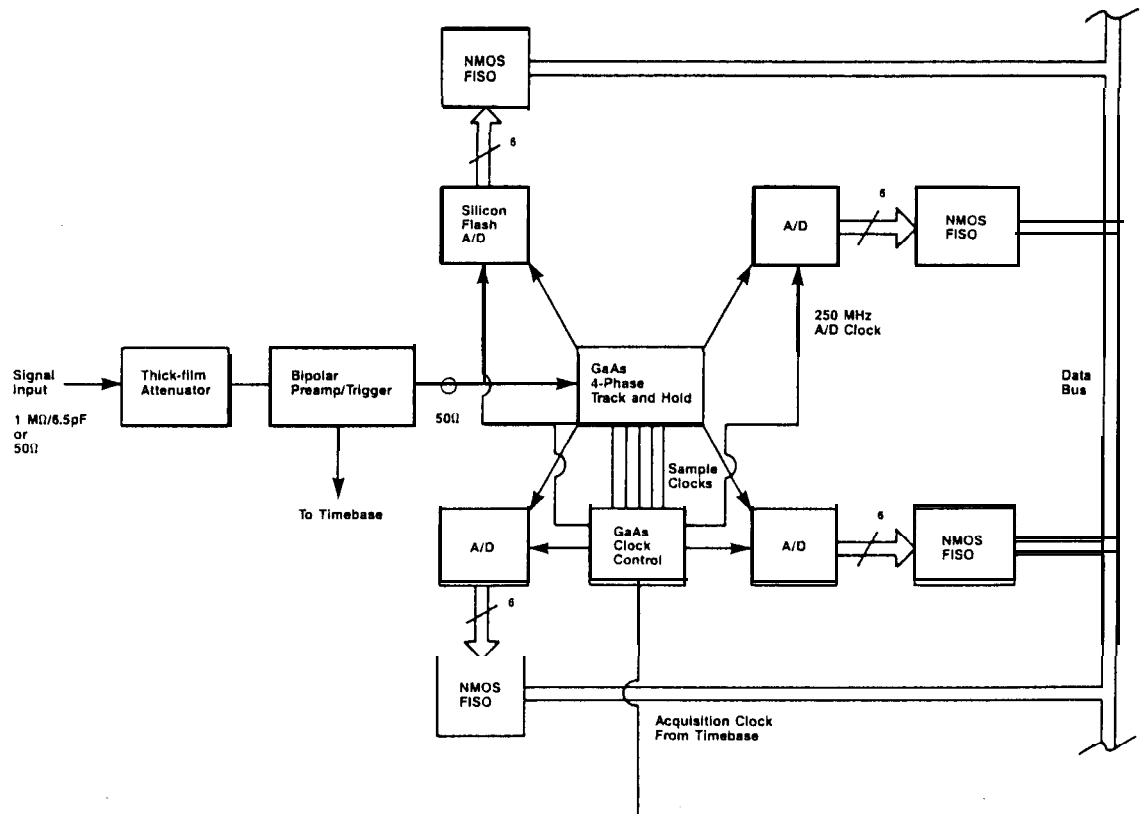 NMOS
FISO
6
Silicon
Flash
A/D
A/D
6
NMOS
FISO
250 MHz
A/D Clock
Signal
Input
1 MΩ/6.5pF
or
50Ω
Thick-film
Attenuator
Bipolar
Preamp/Trigger
50Ω
GaAs
4-Phase
Track and Hold
Data
Bus
Sample
Clocks
To Timebase
A/D
GaAs
Clock
Control
A/D
6
NMOS
FISO
6
NMOS
FISO
Acquisition Clock
From Timebase